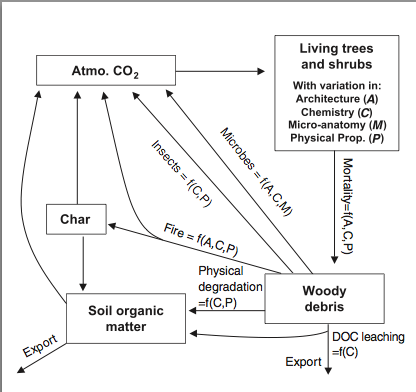 Living trees
and shrubs
With variation in:
Architecture (A)
Chemistry (C)
Micro-anatomy (M)
Physical Prop. (P)
Atmo. CO₂
Insects = f(C,P)
Microbes = f(A,C,M)
Mortality=f(A,C,P)
Char
Fire = f(A,C,P)
Physical
degradation
=f(C,P)
Woody
debris
Soil organic
matter
DOC leaching
=f(C)
Export
Export